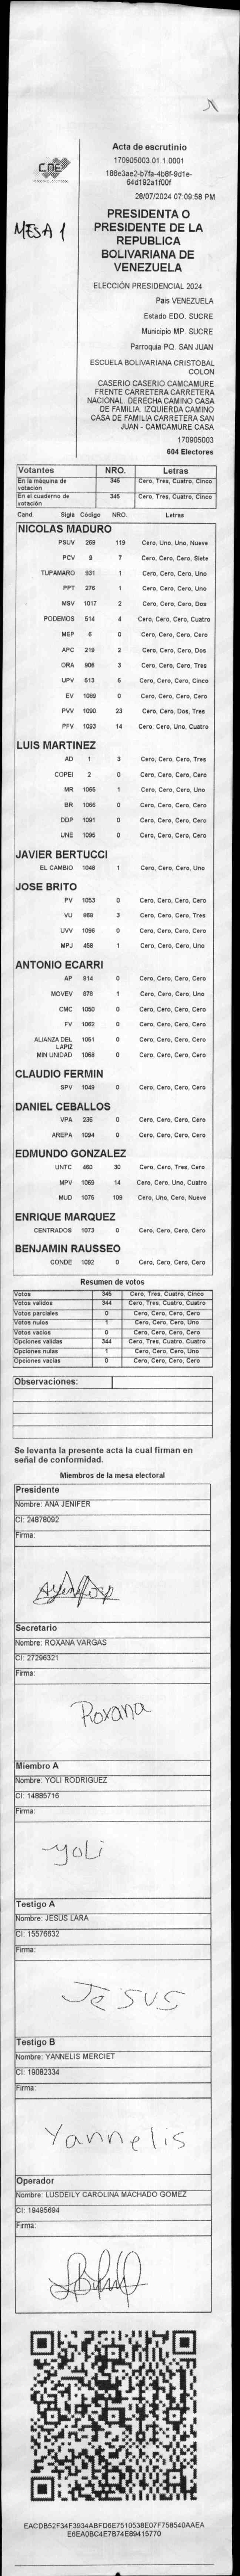 CDE
MESA 1
Acta de escrutinio
170905003.01.1.0001
188e3ae2-b7fa-4b8f-9d1e-
64d192a1f00f
28/07/2024 07:09:58 PM
PRESIDENTA O
PRESIDENTE DE LA
REPUBLICA
BOLIVARIANA DE
VENEZUELA
ELECCIÓN PRESIDENCIAL 2024
Pais VENEZUELA
Estado EDO. SUCRE
Municipio MP. SUCRE
Parroquia PQ. SAN JUAN
ESCUELA BOLIVARIANA CRISTOBAL
COLON
CASERIO CASERIO CAMCAMURE
FRENTE CARRETERA CARRETERA
NACIONAL. DERECHA CAMINO CASA
DE FAMILIA. IZQUIERDA CAMINO
CASA DE FAMILIA CARRETERA SAN
JUAN - CAMCAMURE CASA
170905003
604 Electores
Votantes NRO. Letras
En la máquina de votación 345 Cero, Tres, Cuatro, Cinco
En el cuaderno de votación 345 Cero, Tres, Cuatro, Cinco
Cand. Sigla Código NRO. Letras
NICOLAS MADURO
PSUV 269 119 Cero, Uno, Uno, Nueve
PCV 9 7 Cero, Cero, Cero, Siete
TUPAMARO 931 1 Cero, Cero, Cero, Uno
PPT 276 1 Cero, Cero, Cero, Uno
MSV 1017 2 Cero, Cero, Cero, Dos
PODEMOS 514 4 Cero, Cero, Cero, Cuatro
MEP 6 0 Cero, Cero, Cero, Cero
APC 219 2 Cero, Cero, Cero, Dos
ORA 906 3 Cero, Cero, Cero, Tres
UPV 613 5 Cero, Cero, Cero, Cinco
EV 1089 0 Cero, Cero, Cero, Cero
PVV 1090 23 Cero, Cero, Dos, Tres
PFV 1093 14 Cero, Cero, Uno, Cuatro
LUIS MARTINEZ
AD 1 3 Cero, Cero, Cero, Tres
COPEI 2 0 Cero, Cero, Cero, Cero
MR 1065 1 Cero, Cero, Cero, Uno
BR 1066 0 Cero, Cero, Cero, Cero
DDP 1091 0 Cero, Cero, Cero, Cero
UNE 1095 0 Cero, Cero, Cero, Cero
JAVIER BERTUCCI
EL CAMBIO 1048 1 Cero, Cero, Cero, Uno
JOSE BRITO
PV 1053 0 Cero, Cero, Cero, Cero
VU 869 3 Cero, Cero, Cero, Tres
UVV 1096 0 Cero, Cero, Cero, Cero
MPJ 458 1 Cero, Cero, Cero, Uno
ANTONIO ECARRI
AP 814 0 Cero, Cero, Cero, Cero
MOVEV 878 1 Cero, Cero, Cero, Uno
CMC 1050 0 Cero, Cero, Cero, Cero
FV 1062 0 Cero, Cero, Cero, Cero
ALIANZA DEL LAPIZ 1051 0 Cero, Cero, Cero, Cero
MIN UNIDAD 1068 0 Cero, Cero, Cero, Cero
CLAUDIO FERMIN
SPV 1049 0 Cero, Cero, Cero, Cero
DANIEL CEBALLOS
VPA 235 0 Cero, Cero, Cero, Cero
AREPA 1094 0 Cero, Cero, Cero, Cero
EDMUNDO GONZALEZ
UNTC 460 30 Cero, Cero, Tres, Cero
MPV 1069 14 Cero, Cero, Uno, Cuatro
MUD 1075 109 Cero, Uno, Cero, Nueve
ENRIQUE MARQUEZ
CENTRADOS 1073 0 Cero, Cero, Cero, Cero
BENJAMIN RAUSSEO
CONDE 1082 0 Cero, Cero, Cero, Cero
Resumen de votos
Votos 345 Cero, Tres, Cuatro, Cinco
Votos validos 344 Cero, Tres, Cuatro, Cuatro
Votos parciales 0 Cero, Cero, Cero, Cero
Votos nulos 1 Cero, Cero, Cero, Uno
Votos vacíos 0 Cero, Cero, Cero, Cero
Opciones validas 344 Cero, Tres, Cuatro, Cuatro
Opciones nulas 1 Cero, Cero, Cero, Uno
Opciones vacias 0 Cero, Cero, Cero, Cero
Observaciones:
Se levanta la presente acta la cual firman en
señal de conformidad.
Miembros de la mesa electoral
Presidente
Nombre: ANA JENIFER
CI: 24878092
Firma:
Secretario
Nombre: ROXANA VARGAS
CI: 27296321
Firma:
Roxana
Miembro A
Nombre: YOLI RODRIGUEZ
CI: 14885716
Firma:
yoli
Testigo A
Nombre: JESUS LARA
CI: 15576632
Firma:
Jesus
Testigo B
Nombre: YANNELIS MERCIET
CI: 19082334
Firma:
Yannelis
Operador
Nombre: LUSDEILY CAROLINA MACHADO GOMEZ
CI: 19495694
Firma:
EACDB52F34F3934ABFD6E7510538E07F758540AAEA
E6EA0BC4E7B74E89415770